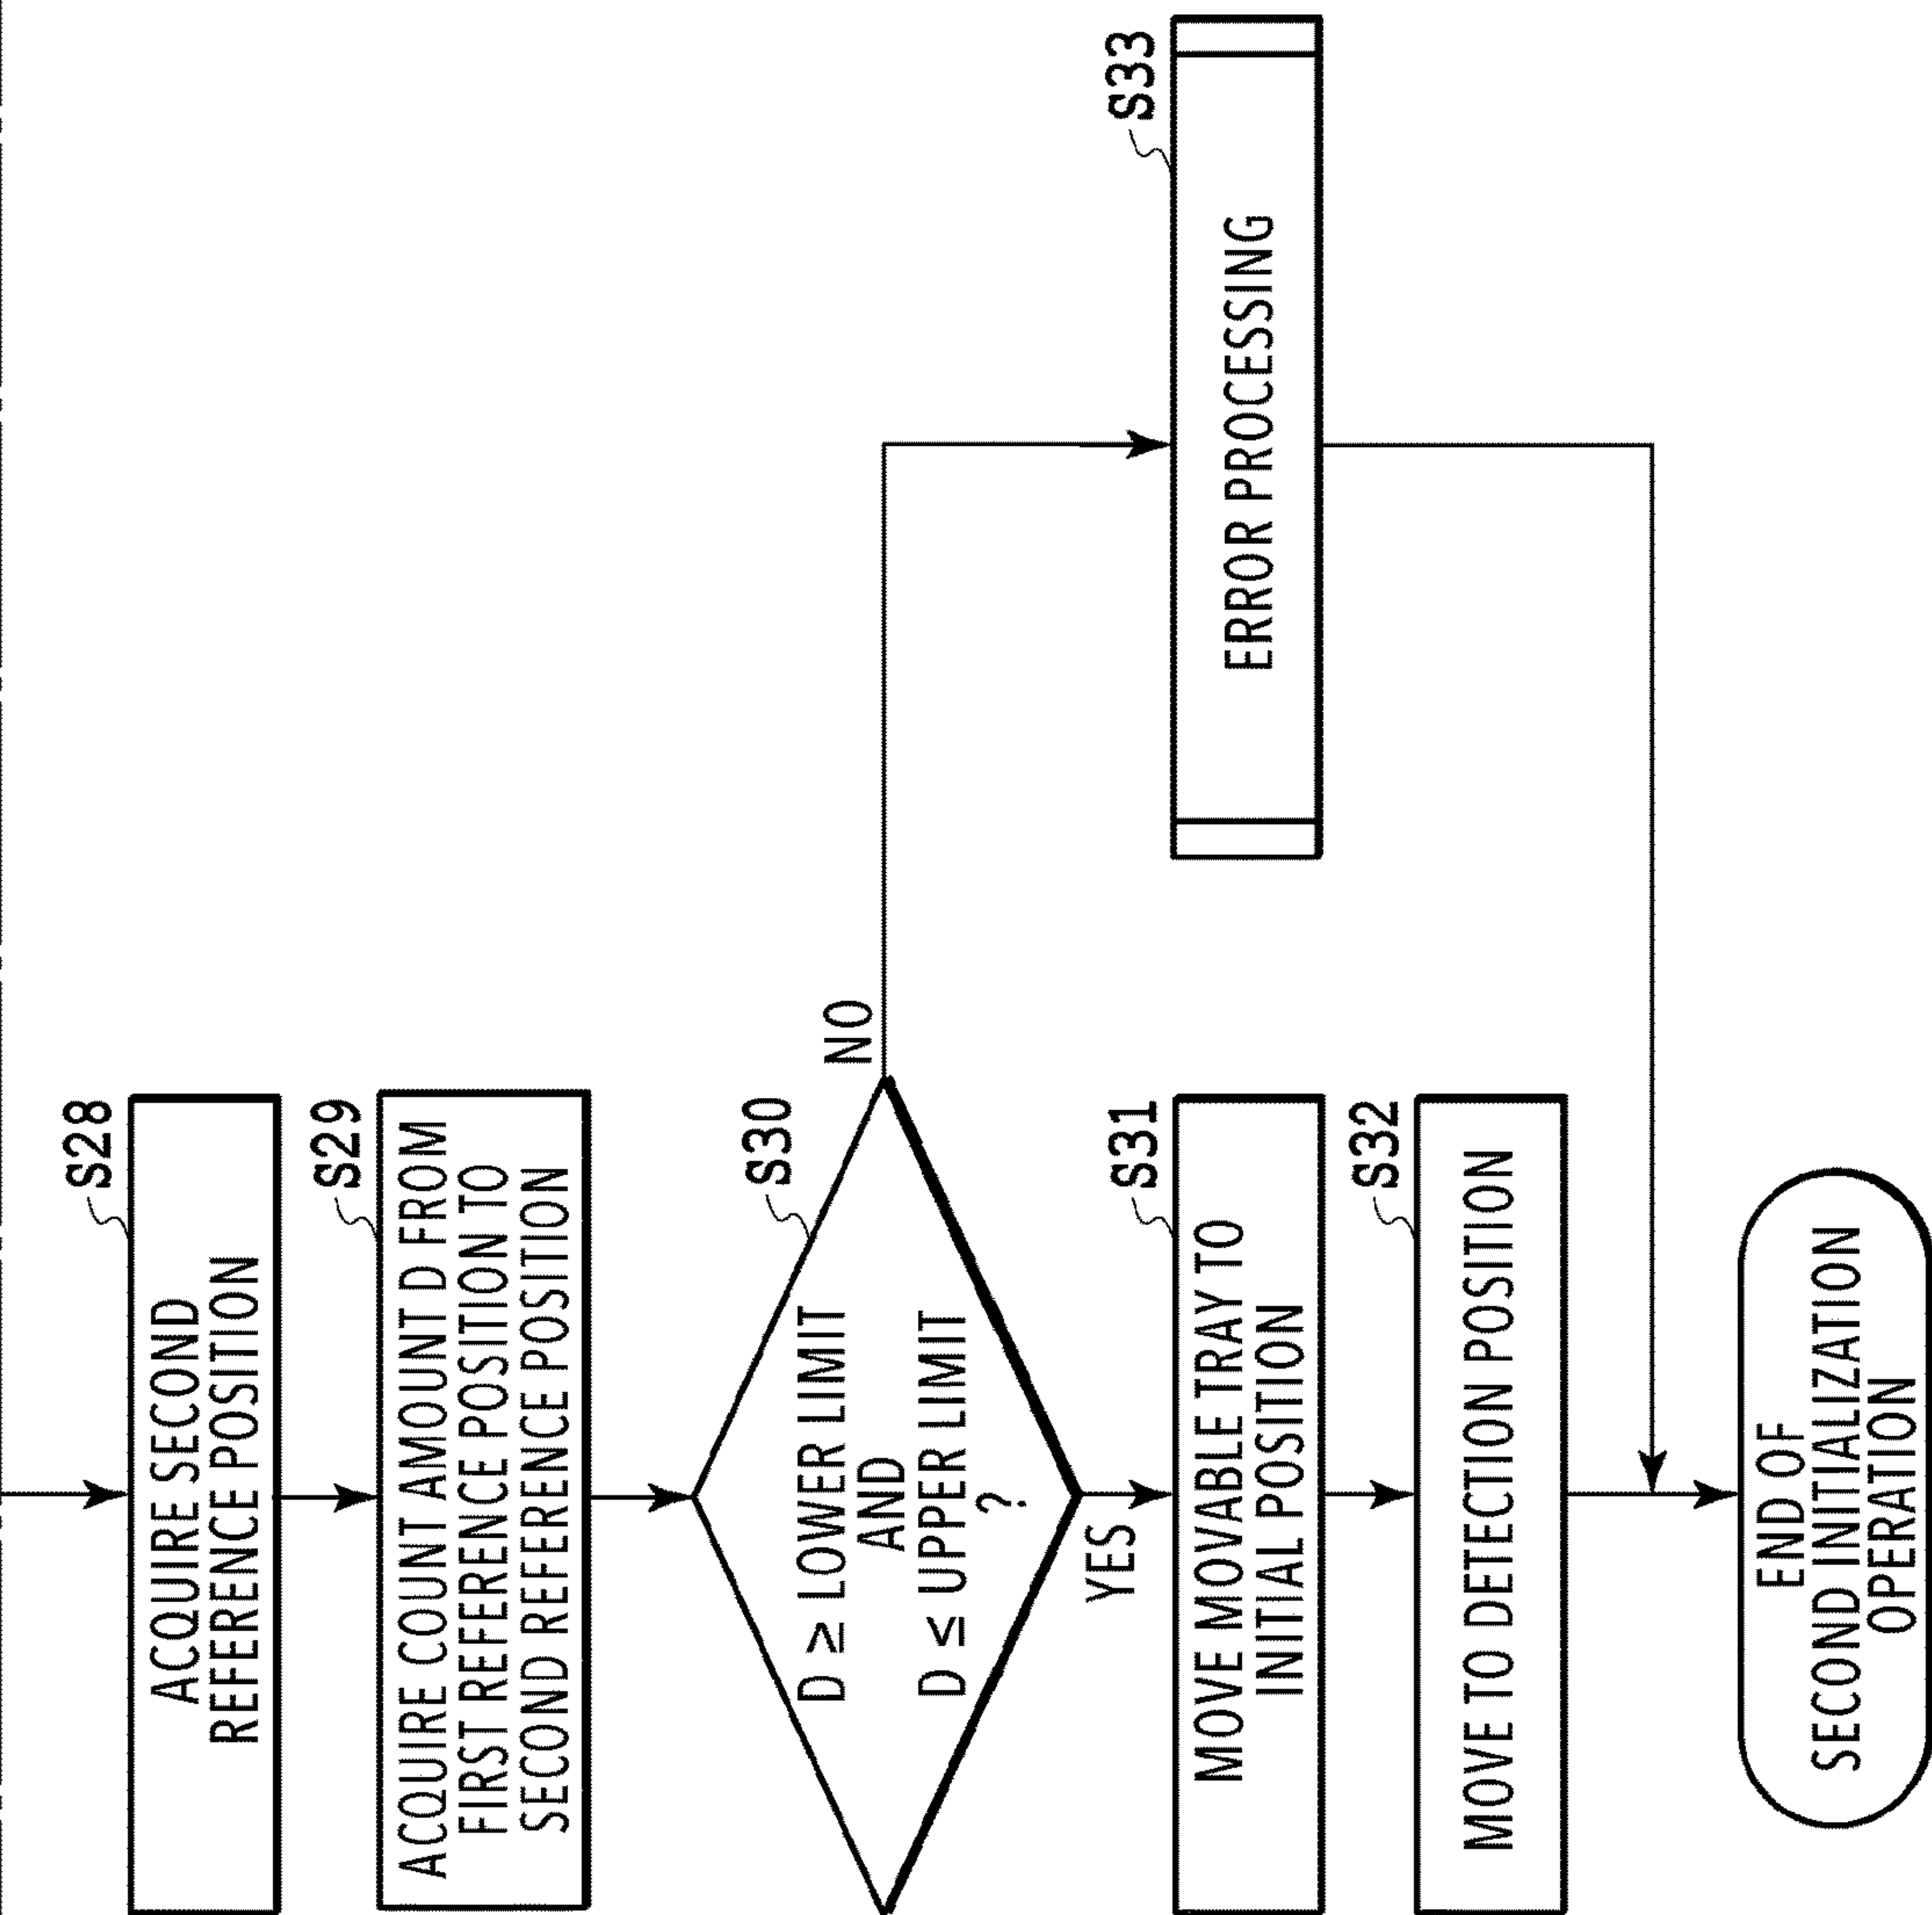 S28
ACQUIRE SECOND
REFERENCE POSITION
S29
ACQUIRE COUNT AMOUNT D FROM
FIRST REFERENCE POSITION TO
SECOND REFERENCE POSITION
S30
D ≥ LOWER LIMIT
AND
D ≤ UPPER LIMIT
?
NO
YES
S31
MOVE MOVABLE TRAY TO
INITIAL POSITION
S32
MOVE TO DETECTION POSITION
S33
ERROR PROCESSING
END OF
SECOND INITIALIZATION
OPERATION